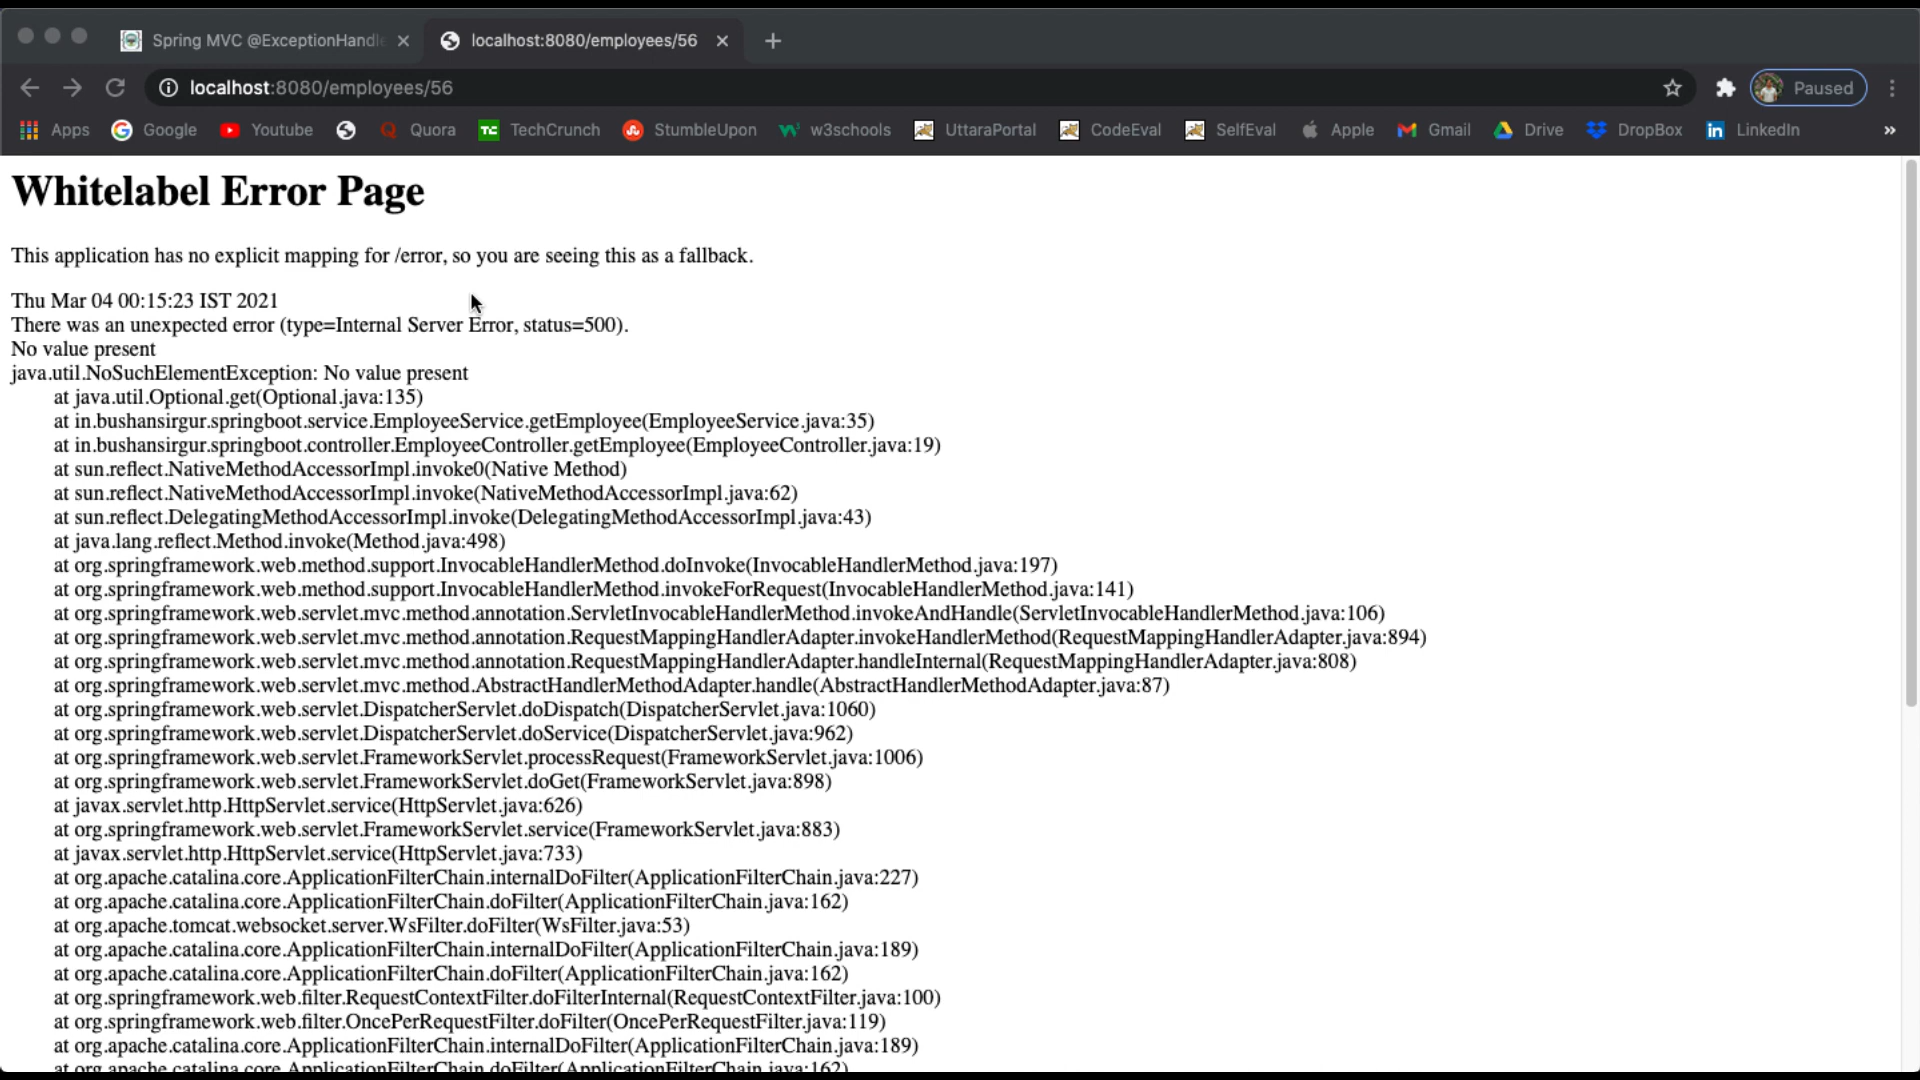 Spring MVC @ExceptionHandle
localhost:8080/employees/56
localhost:8080/employees/56
Paused
Apps
Google
Youtube
Quora
TechCrunch
StumbleUpon
w3schools
UttaraPortal
CodeEval
SelfEval
Apple
Gmail
Drive
DropBox
LinkedIn
»
Whitelabel Error Page
This application has no explicit mapping for /error, so you are seeing this as a fallback.
Thu Mar 04 00:15:23 IST 2021
There was an unexpected error (type=Internal Server Error, status=500).
No value present
java.util.NoSuchElementException: No value present
at java.util.Optional.get(Optional.java:135)
at in.bushansirgur.springboot.service.EmployeeService.getEmployee(EmployeeService.java:35)
at in.bushansirgur.springboot.controller.EmployeeController.getEmployee(EmployeeController.java:19)
at sun.reflect.NativeMethodAccessorImpl.invoke0(Native Method)
at sun.reflect.NativeMethodAccessorImpl.invoke(NativeMethodAccessorImpl.java:62)
at sun.reflect.DelegatingMethodAccessorImpl.invoke(DelegatingMethodAccessorImpl.java:43)
at java.lang.reflect.Method.invoke(Method.java:498)
at org.springframework.web.method.support.InvocableHandlerMethod.doInvoke(InvocableHandlerMethod.java:197)
at org.springframework.web.method.support.InvocableHandlerMethod.invokeForRequest(InvocableHandlerMethod.java:141)
at org.springframework.web.servlet.mvc.method.annotation.ServletInvocableHandlerMethod.invokeAndHandle(ServletInvocableHandlerMethod.java:106)
at org.springframework.web.servlet.mvc.method.annotation.RequestMappingHandlerAdapter.invokeHandlerMethod(RequestMappingHandlerAdapter.java:894)
at org.springframework.web.servlet.mvc.method.annotation.RequestMappingHandlerAdapter.handleInternal(RequestMappingHandlerAdapter.java:808)
at org.springframework.web.servlet.mvc.method.AbstractHandlerMethodAdapter.handle(AbstractHandlerMethodAdapter.java:87)
at org.springframework.web.servlet.DispatcherServlet.doDispatch(DispatcherServlet.java:1060)
at org.springframework.web.servlet.DispatcherServlet.doService(DispatcherServlet.java:962)
at org.springframework.web.servlet.FrameworkServlet.processRequest(FrameworkServlet.java:1006)
at org.springframework.web.servlet.FrameworkServlet.doGet(FrameworkServlet.java:898)
at javax.servlet.http.HttpServlet.service(HttpServlet.java:626)
at org.springframework.web.servlet.FrameworkServlet.service(FrameworkServlet.java:883)
at javax.servlet.http.HttpServlet.service(HttpServlet.java:733)
at org.apache.catalina.core.ApplicationFilterChain.internalDoFilter(ApplicationFilterChain.java:227)
at org.apache.catalina.core.ApplicationFilterChain.doFilter(ApplicationFilterChain.java:162)
at org.apache.tomcat.websocket.server.WsFilter.doFilter(WsFilter.java:53)
at org.apache.catalina.core.ApplicationFilterChain.internalDoFilter(ApplicationFilterChain.java:189)
at org.apache.catalina.core.ApplicationFilterChain.doFilter(ApplicationFilterChain.java:162)
at org.springframework.web.filter.RequestContextFilter.doFilterInternal(RequestContextFilter.java:100)
at org.springframework.web.filter.OncePerRequestFilter.doFilter(OncePerRequestFilter.java:119)
at org.apache.catalina.core.ApplicationFilterChain.internalDoFilter(ApplicationFilterChain.java:189)
at org.apache.catalina.core.ApplicationFilterChain.doFilter(ApplicationFilterChain.java:162)